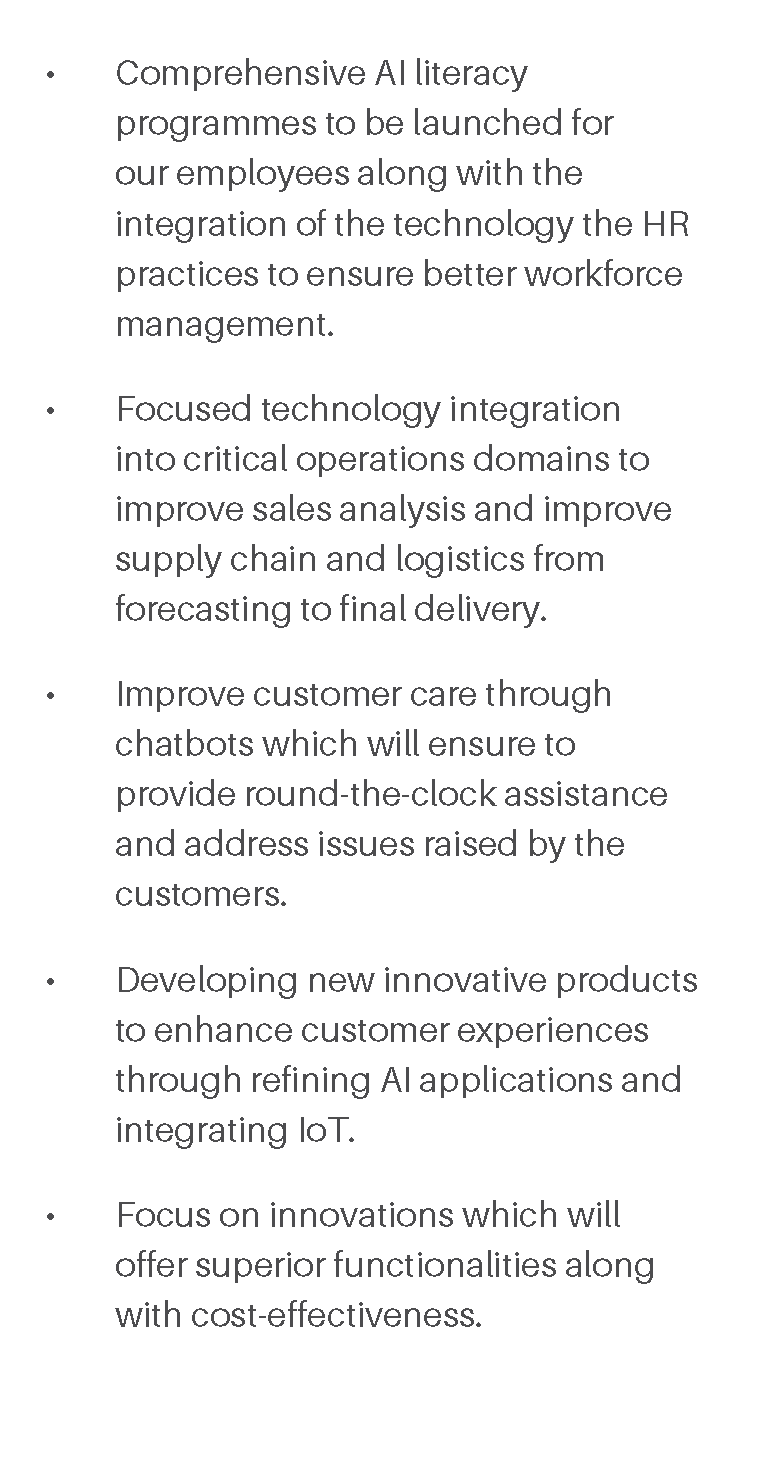 • Comprehensive AI literacy
programmes to be launched for
our employees along with the
integration of the technology the HR
practices to ensure better workforce
management.
• Focused technology integration
into critical operations domains to
improve sales analysis and improve
supply chain and logistics from
forecasting to final delivery.
• Improve customer care through
chatbots which will ensure to
provide round-the-clock assistance
and address issues raised by the
customers.
• Developing new innovative products
to enhance customer experiences
through refining AI applications and
integrating IoT.
• Focus on innovations which will
offer superior functionalities along
with cost-effectiveness.